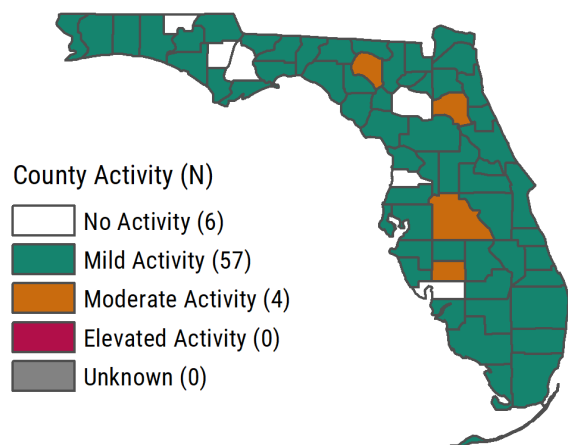 County Activity (N)
No Activity (6)
Mild Activity (57)
Moderate Activity (4)
Elevated Activity (0)
Unknown (0)